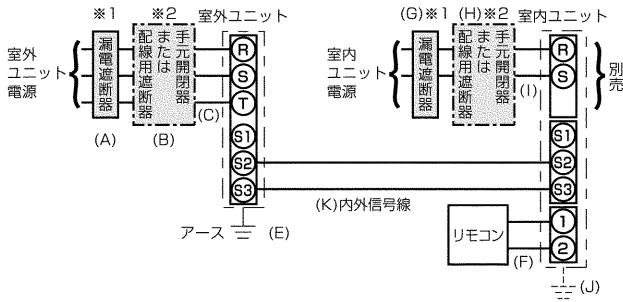 ※1
※2
室外ユニット
室外
ユニット
電源
漏電遮断器
手元開閉器
または
配線用遮断器
(A)
(B)
(C)
R
S
T
S1
S2
S3
アース
(E)
(G)※1
(H)※2
室内ユニット
室内
ユニット
電源
漏電遮断器
手元開閉器
または
配線用遮断器
(I)
R
S
別売
S1
S2
S3
(K)内外信号線
リモコン
(F)
1
2
(J)